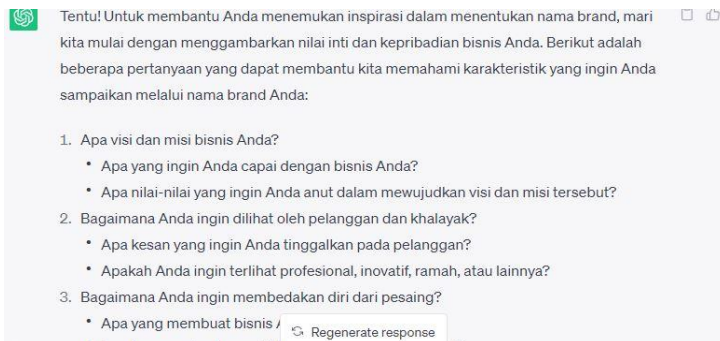 Tentu! Untuk membantu Anda menemukan inspirasi dalam menentukan nama brand, mari
kita mulai dengan menggambarkan nilai inti dan kepribadian bisnis Anda. Berikut adalah
beberapa pertanyaan yang dapat membantu kita memahami karakteristik yang ingin Anda
sampaikan melalui nama brand Anda:
1. Apa visi dan misi bisnis Anda?
• Apa yang ingin Anda capai dengan bisnis Anda?
• Apa nilai-nilai yang ingin Anda anut dalam mewujudkan visi dan misi tersebut?
2. Bagaimana Anda ingin dilihat oleh pelanggan dan khalayak?
• Apa kesan yang ingin Anda tinggalkan pada pelanggan?
• Apakah Anda ingin terlihat profesional, inovatif, ramah, atau lainnya?
3. Bagaimana Anda ingin membedakan diri dari pesaing?
• Apa yang membuat bisnis
Regenerate response